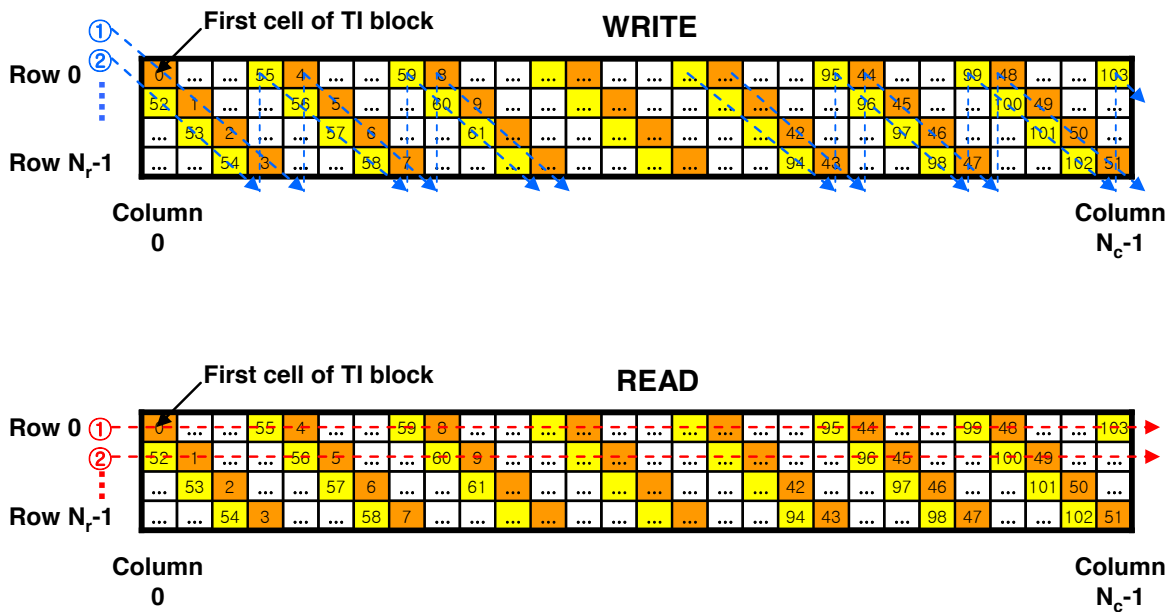 ① First cell of TI block WRITE
②
Row 0 0 ... ... 55 4 ... ... 59 8 ... ... ... ... ... ... ... ... ... ... 95 44 ... ... 99 48 ... ... 103
52 1 ... ... 56 5 ... ... 60 9 ... ... ... ... ... ... ... ... ... ... 96 45 ... ... 100 49 ... ...
... 53 2 ... ... 57 6 ... ... 61 ... ... ... ... ... ... ... ... 42 ... ... 97 46 ... ... 101 50 ...
Row Nr-1 ... ... 54 3 ... ... 58 7 ... ... ... ... ... ... ... ... ... ... 94 43 ... ... 98 47 ... ... 102 51
Column Column
0 Nc-1
First cell of TI block READ
Row 0 ① 0 ... ... 55 4 ... ... 59 8 ... ... ... ... ... ... ... ... ... ... 95 44 ... ... 99 48 ... ... 103
② 52 1 ... ... 56 5 ... ... 60 9 ... ... ... ... ... ... ... ... ... ... 96 45 ... ... 100 49 ... ...
... 53 2 ... ... 57 6 ... ... 61 ... ... ... ... ... ... ... ... 42 ... ... 97 46 ... ... 101 50 ...
Row Nr-1 ... ... 54 3 ... ... 58 7 ... ... ... ... ... ... ... ... ... ... 94 43 ... ... 98 47 ... ... 102 51
Column Column
0 Nc-1